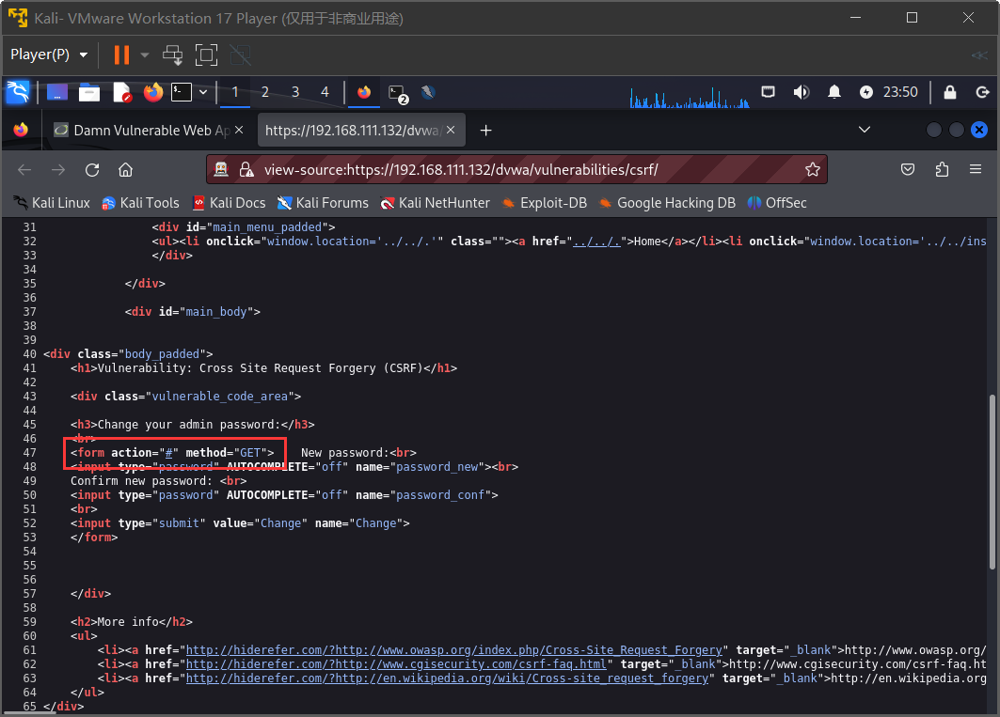 Kali- VMware Workstation 17 Player (仅用于非商业用途)
Player(P)
1 2 3 4 2 23:50
Damn Vulnerable Web Ap https://192.168.111.132/dvwa/
view-source:https://192.168.111.132/dvwa/vulnerabilities/csrf/
Kali Linux Kali Tools Kali Docs Kali Forums Kali NetHunter Exploit-DB Google Hacking DB OffSec
31 <div id="main_menu_padded">
32 <ul><li onclick="window.location='../../.'" class=""><a href="../../.">Home</a></li><li onclick="window.location='../../ins
33 </div>
34
35 </div>
36
37 <div id="main_body">
38
39
40 <div class="body_padded">
41 <h1>Vulnerability: Cross Site Request Forgery (CSRF)</h1>
42
43 <div class="vulnerable_code_area">
44
45 <h3>Change your admin password:</h3>
46 <br>
47 <form action="#" method="GET"> New password:<br>
48 <input type="password" AUTOCOMPLETE="off" name="password_new"><br>
49 Confirm new password: <br>
50 <input type="password" AUTOCOMPLETE="off" name="password_conf">
51 <br>
52 <input type="submit" value="Change" name="Change">
53 </form>
54
55
56
57 </div>
58
59 <h2>More info</h2>
60 <ul>
61 <li><a href="http://hiderefer.com/?http://www.owasp.org/index.php/Cross-Site_Request_Forgery" target="_blank">http://www.owasp.org/
62 <li><a href="http://hiderefer.com/?http://www.cgisecurity.com/csrf-faq.html" target="_blank">http://www.cgisecurity.com/csrf-faq.ht
63 <li><a href="http://hiderefer.com/?http://en.wikipedia.org/wiki/Cross-site_request_forgery" target="_blank">http://en.wikipedia.org
64 </ul>
65 </div>